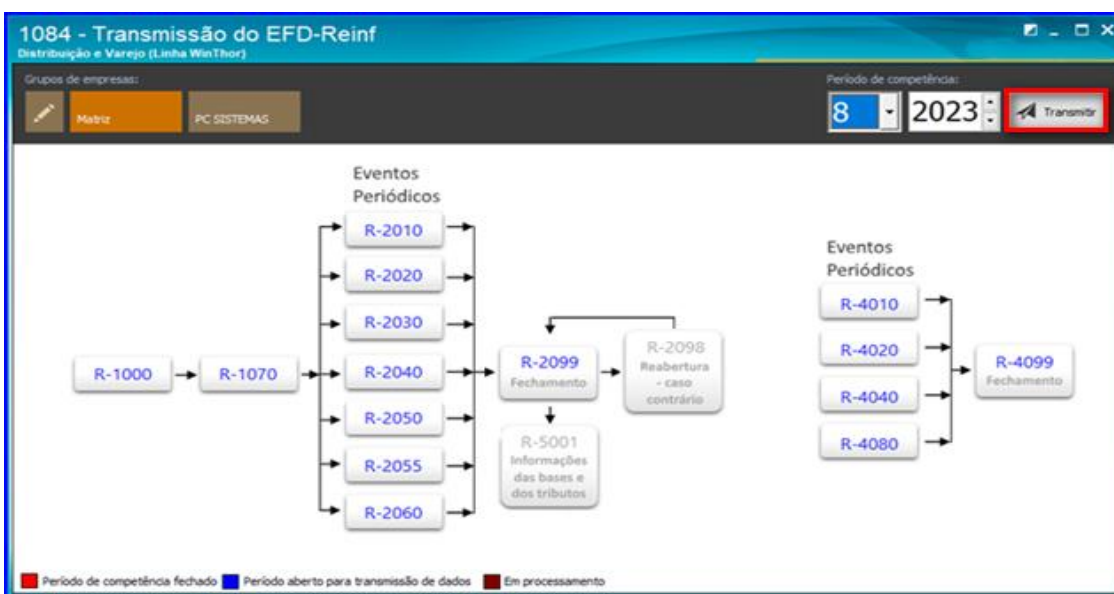 1084 - Transmissão do EFD-Reinf
Distribuição e Varejo (Linha WinThor)
Grupos de empresas:
Matriz
PC SISTEMAS
Período de competência:
8
2023
Transmitir
Eventos
Periódicos
R-2010
R-2020
R-2030
R-2040
R-2050
R-2055
R-2060
R-1000
R-1070
R-2099
Fechamento
R-2098
Reabertura
- caso
contrário
R-5001
Informações
das bases e
dos tributos
Eventos
Periódicos
R-4010
R-4020
R-4040
R-4080
R-4099
Fechamento
Período de competência fechado
Período aberto para transmissão de dados
Em processamento